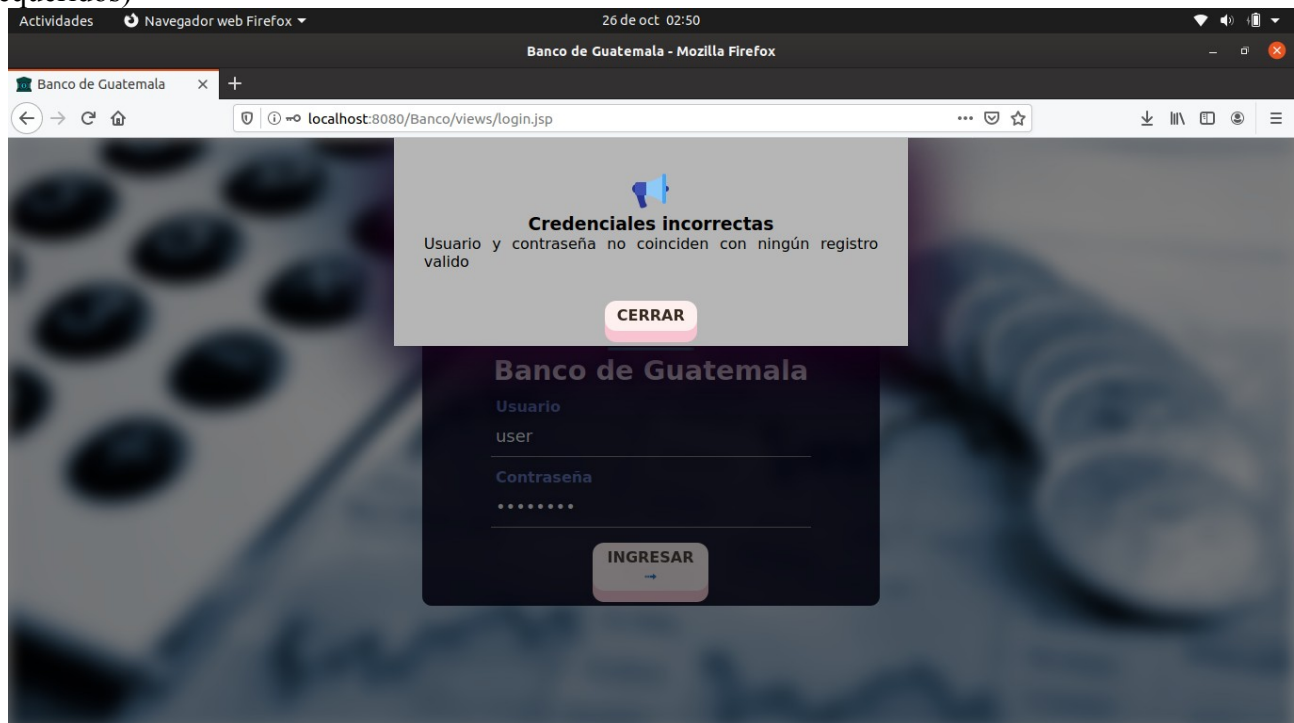 equeridos)
Actividades Navegador web Firefox
26 de oct 02:50
Banco de Guatemala - Mozilla Firefox
Banco de Guatemala
localhost:8080/Banco/views/login.jsp
Credenciales incorrectas
Usuario y contraseña no coinciden con ningún registro
valido
CERRAR
Banco de Guatemala
Usuario
user
Contraseña
••••••••
INGRESAR
→